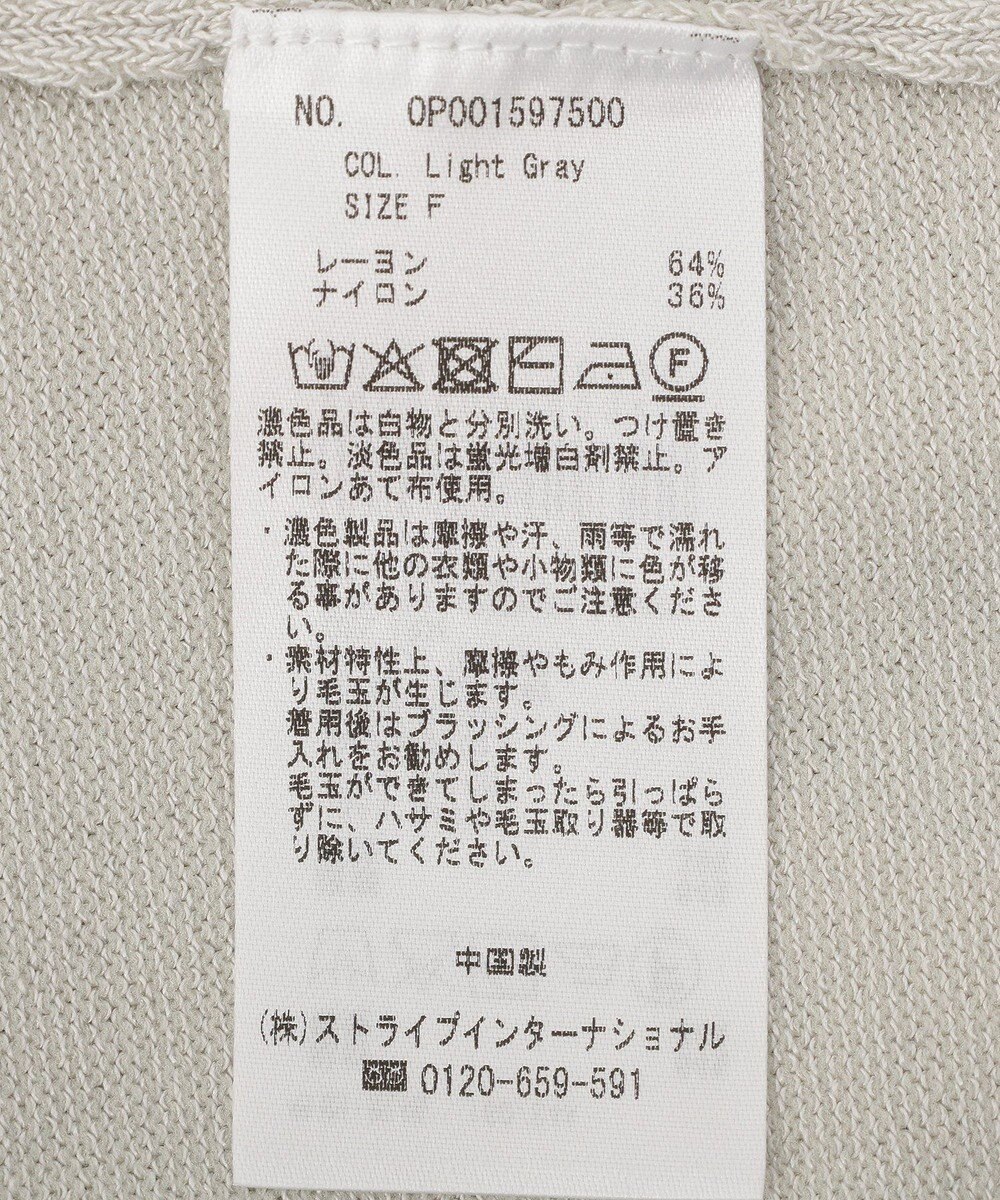 NO. OP001597500
COL. Light Gray
SIZE F
レーヨン 64%
ナイロン 36%
F
濃色品は白物と分別洗い。つけ置き
禁止。淡色品は蛍光増白剤禁止。ア
イロンあて布使用。
・濃色製品は摩擦や汗、雨等で濡れ
た際に他の衣類や小物類に色が移
る事がありますのでご注意くださ
い。
・素材特性上、摩擦やもみ作用によ
り毛玉が生じます。
着用後はブラッシングによるお手
入れをお勧めします。
毛玉ができてしまったら引っぱら
ずに、ハサミや毛玉取り器等で取
り除いてください。
中国製
(株)ストライプインターナショナル
0120-659-591